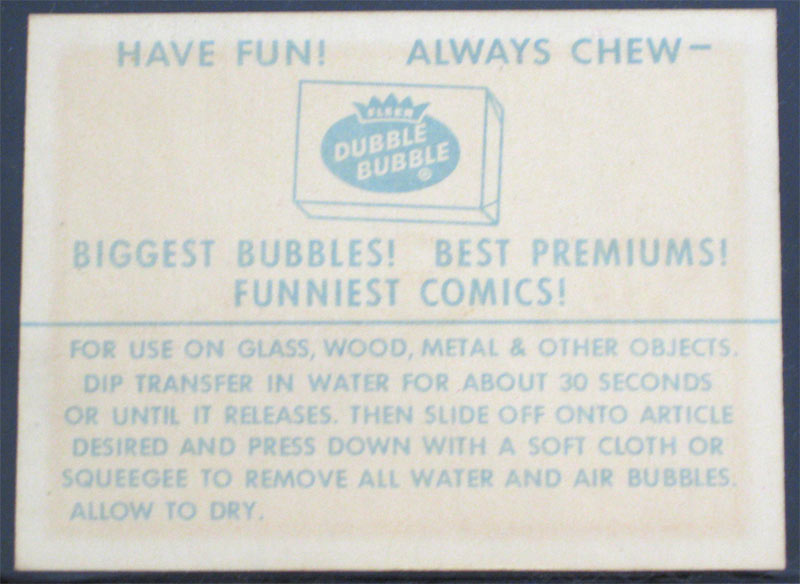 HAVE FUN! ALWAYS CHEW—
FLEER
DUBBLE
BUBBLE
®
BIGGEST BUBBLES! BEST PREMIUMS!
FUNNIEST COMICS!
FOR USE ON GLASS, WOOD, METAL & OTHER OBJECTS.
DIP TRANSFER IN WATER FOR ABOUT 30 SECONDS
OR UNTIL IT RELEASES. THEN SLIDE OFF ONTO ARTICLE
DESIRED AND PRESS DOWN WITH A SOFT CLOTH OR
SQUEEGEE TO REMOVE ALL WATER AND AIR BUBBLES.
ALLOW TO DRY.